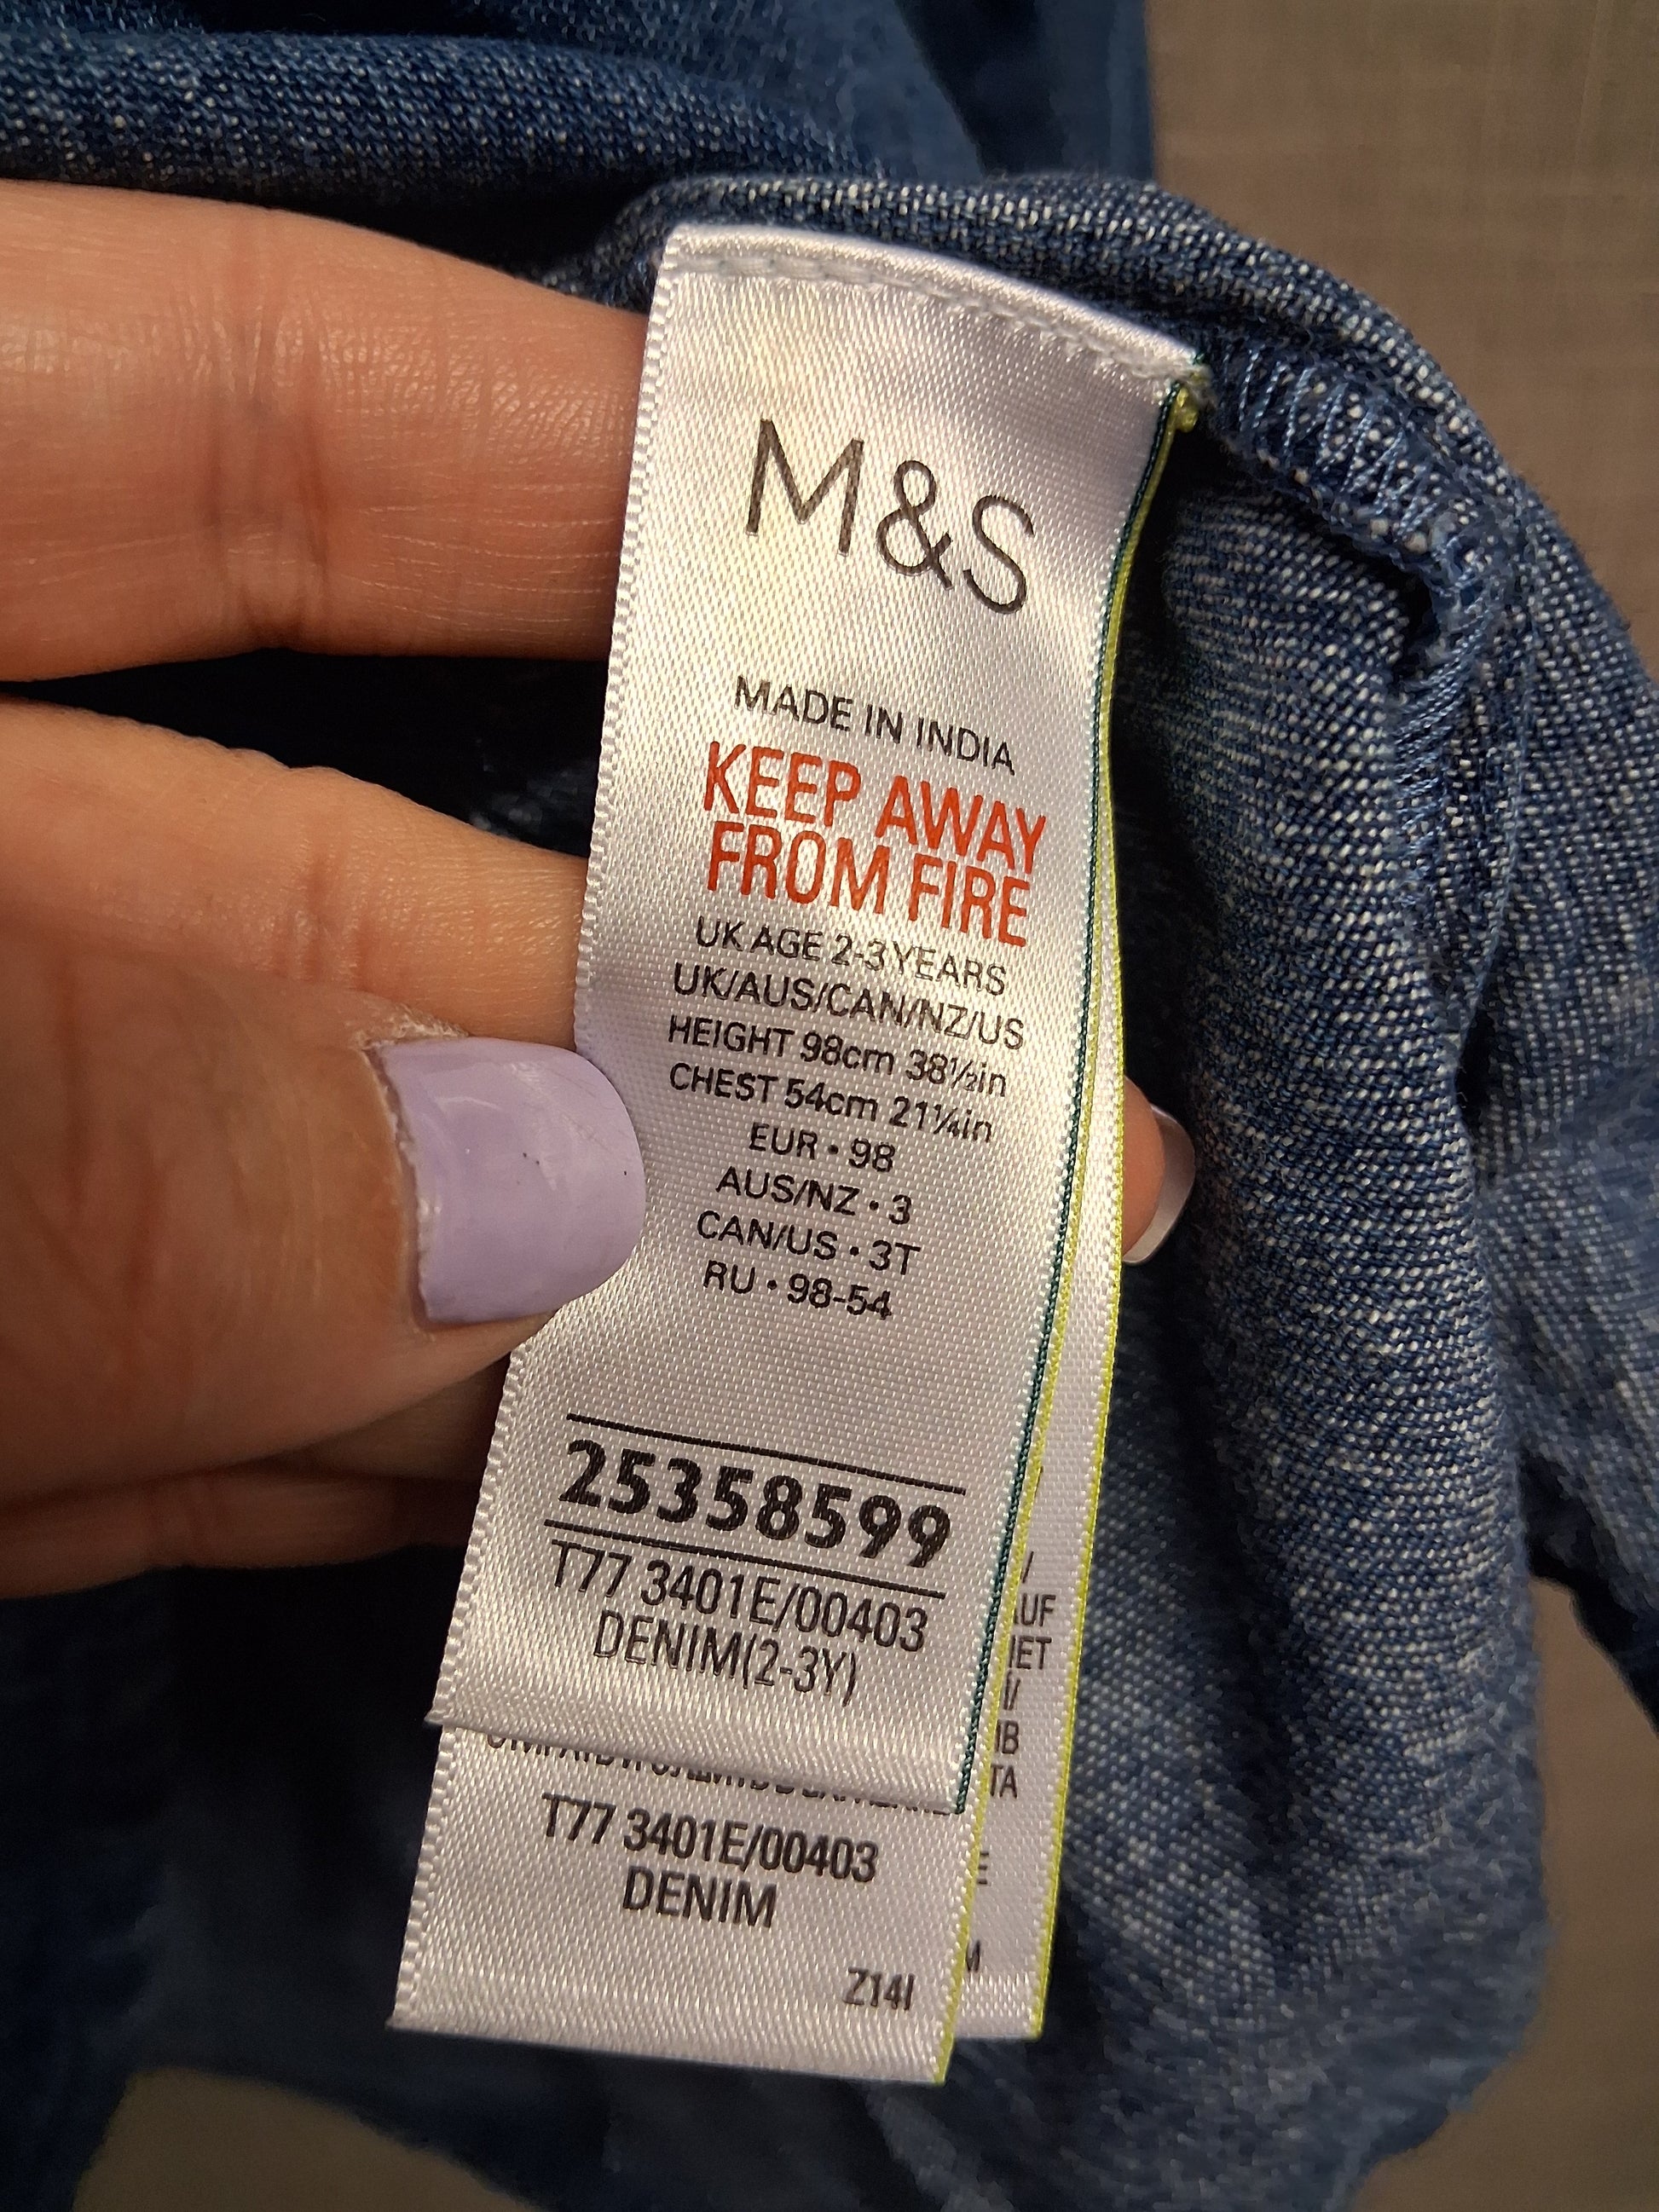 M&S
MADE IN INDIA
KEEP AWAY
FROM FIRE
UK AGE 2-3YEARS
UK/AUS/CAN/NZ/US
HEIGHT 98cm 38½in
CHEST 54cm 21¼in
EUR • 98
AUS/NZ • 3
CAN/US • 3T
RU • 98-54
25358599
T77 3401E/00403
DENIM(2-3Y)
T77 3401E/00403
DENIM
Z14I